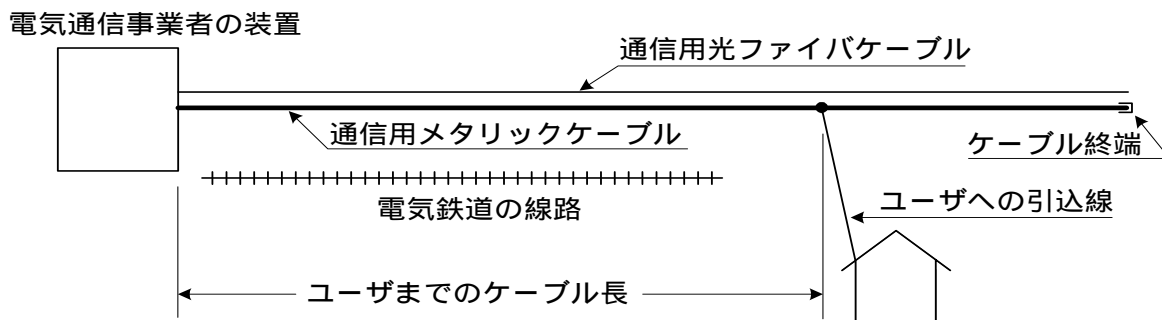 電気通信事業者の装置
通信用光ファイバケーブル
通信用メタリックケーブル
ケーブル終端
電気鉄道の線路
ユーザへの引込線
ユーザまでのケーブル長